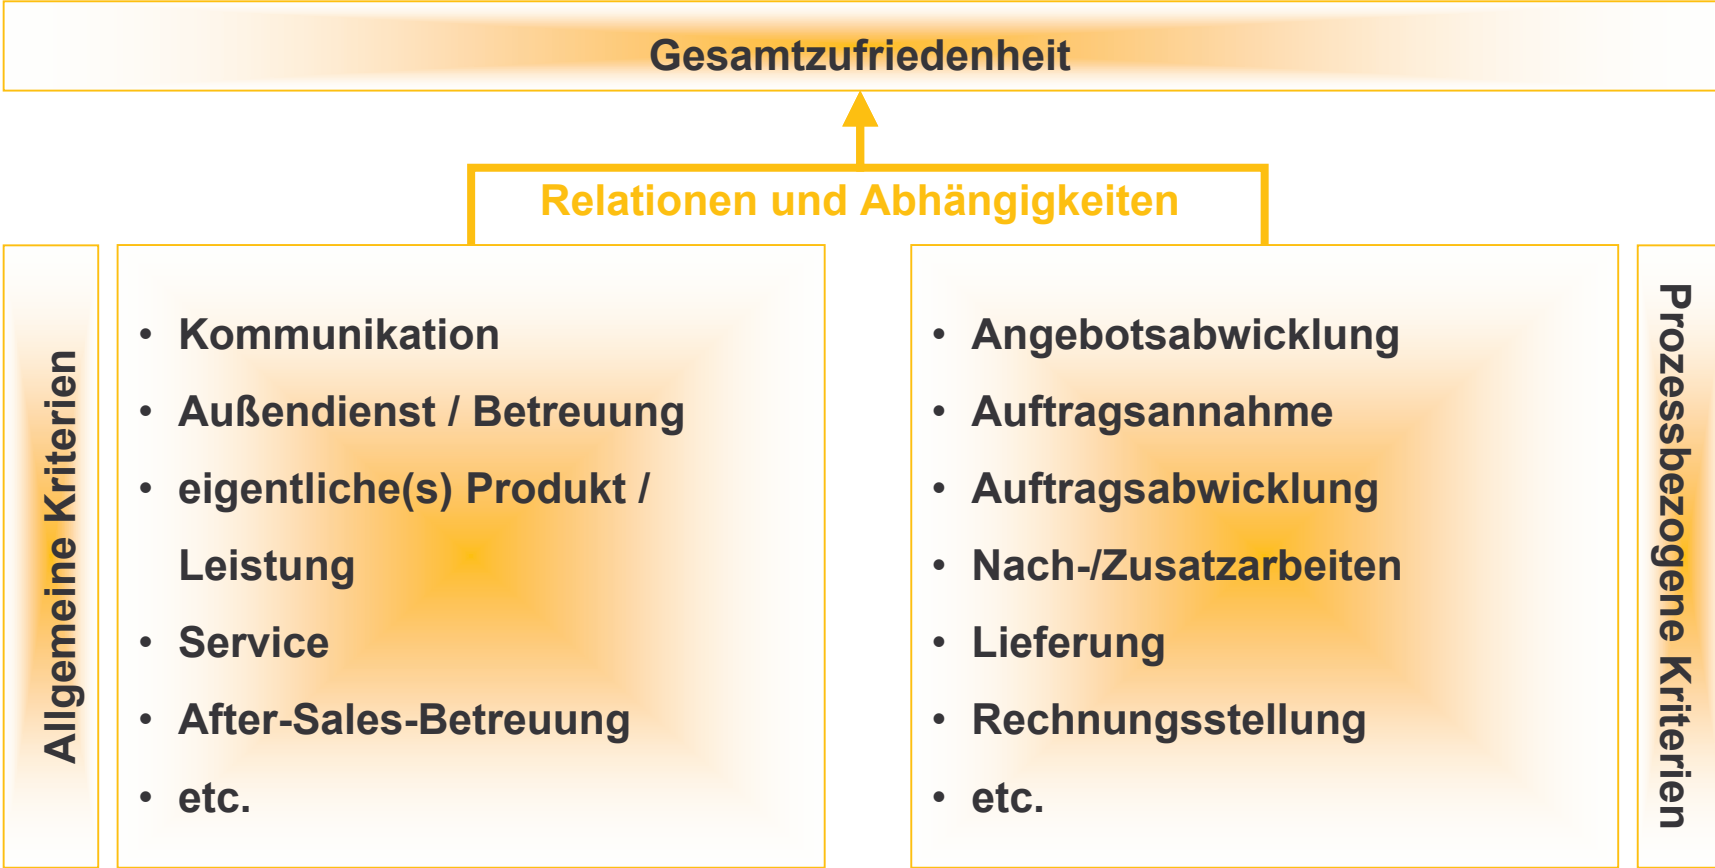 Gesamtzufriedenheit
Relationen und Abhängigkeiten
Allgemeine Kriterien
• Kommunikation
• Außendienst / Betreuung
• eigentliche(s) Produkt /
Leistung
• Service
• After-Sales-Betreuung
• etc.
• Angebotsabwicklung
• Auftragsannahme
• Auftragsabwicklung
• Nach-/Zusatzarbeiten
• Lieferung
• Rechnungsstellung
• etc.
Prozessbezogene Kriterien